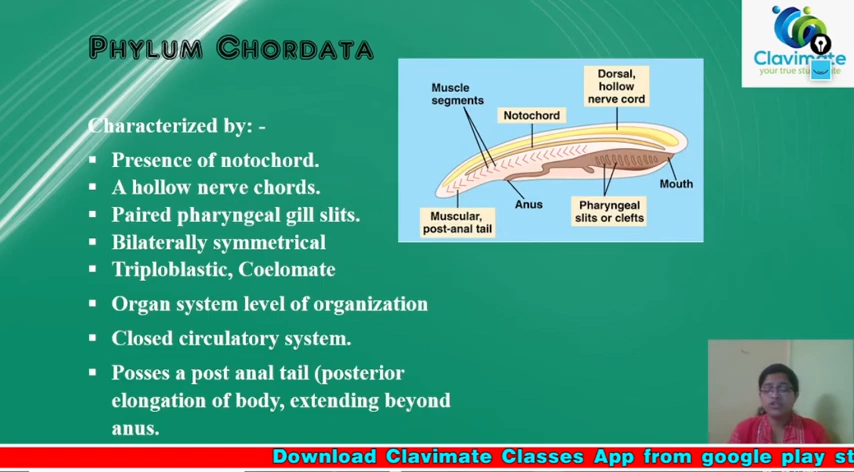 PHYLUM CHORDATA
Clavimate
Characterized by: -
Presence of notochord.
A hollow nerve chords.
Paired pharyngeal gill slits.
Bilaterally symmetrical
Triploblastic, Coelomate
Organ system level of organization
Closed circulatory system.
Posses a post anal tail (posterior
elongation of body, extending beyond
anus.
Muscle
segments
Notochord
Dorsal,
hollow
nerve cord
Mouth
Pharyngeal
slits or clefts
Anus
Muscular,
post-anal tail
Download Clavimate Classes App from google play st